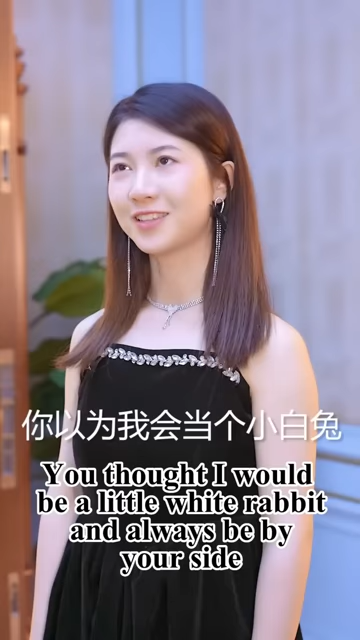 你以为我会当个小白兔
You thought I would
be a little white rabbit
and always be by
your side